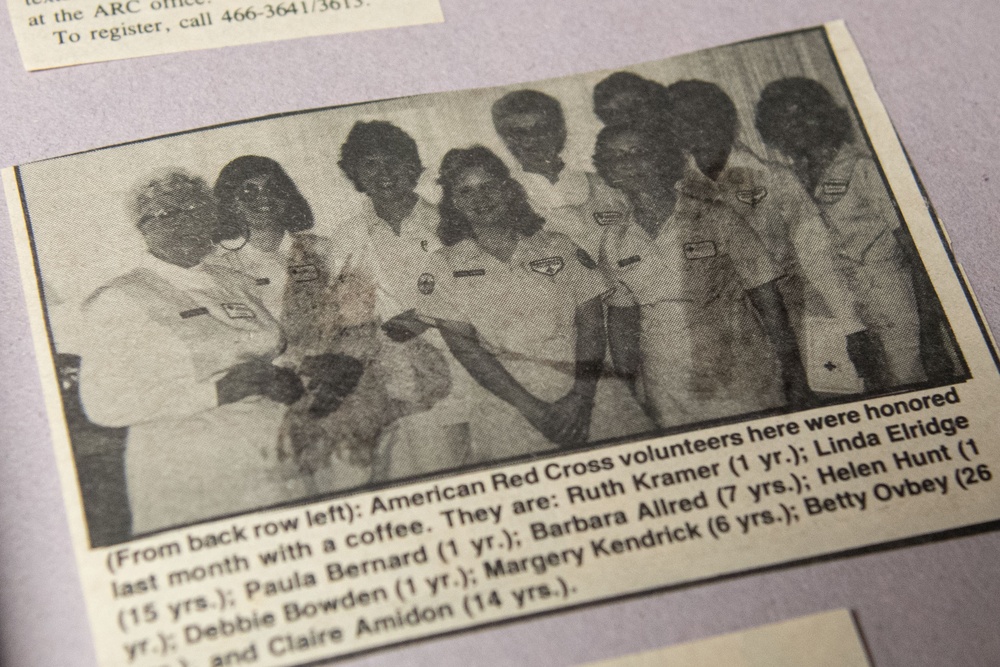 at the ARC office.
To register, call 466-3641/3613.
(From back row left): American Red Cross volunteers here were honored
last month with a coffee. They are: Ruth Kramer (1 yr.); Linda Elridge
(15 yrs.); Paula Bernard (1 yr.); Barbara Allred (7 yrs.); Helen Hunt (1
yr.); Debbie Bowden (1 yr.); Margery Kendrick (6 yrs.); Betty Ovbey (26
and Claire Amidon (14 yrs.).